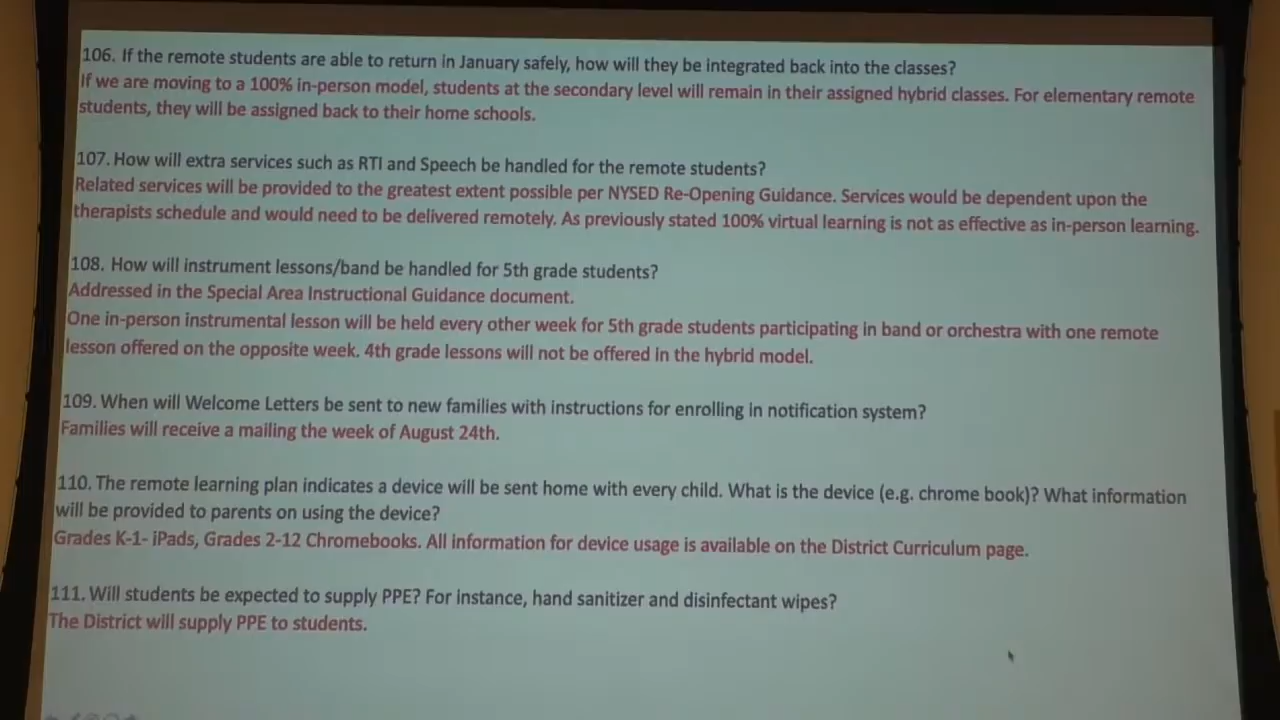 106. If the remote students are able to return in January safely, how will they be integrated back into the classes?
If we are moving to a 100% in-person model, students at the secondary level will remain in their assigned hybrid classes. For elementary remote
students, they will be assigned back to their home schools.
107. How will extra services such as RTI and Speech be handled for the remote students?
Related services will be provided to the greatest extent possible per NYSED Re-Opening Guidance. Services would be dependent upon the
therapists schedule and would need to be delivered remotely. As previously stated 100% virtual learning is not as effective as in-person learning.
108. How will instrument lessons/band be handled for 5th grade students?
Addressed in the Special Area Instructional Guidance document.
One in-person instrumental lesson will be held every other week for 5th grade students participating in band or orchestra with one remote
lesson offered on the opposite week. 4th grade lessons will not be offered in the hybrid model.
109. When will Welcome Letters be sent to new families with instructions for enrolling in notification system?
Families will receive a mailing the week of August 24th.
110. The remote learning plan indicates a device will be sent home with every child. What is the device (e.g. chrome book)? What information
will be provided to parents on using the device?
Grades K-1- iPads, Grades 2-12 Chromebooks. All information for device usage is available on the District Curriculum page.
111. Will students be expected to supply PPE? For instance, hand sanitizer and disinfectant wipes?
The District will supply PPE to students.